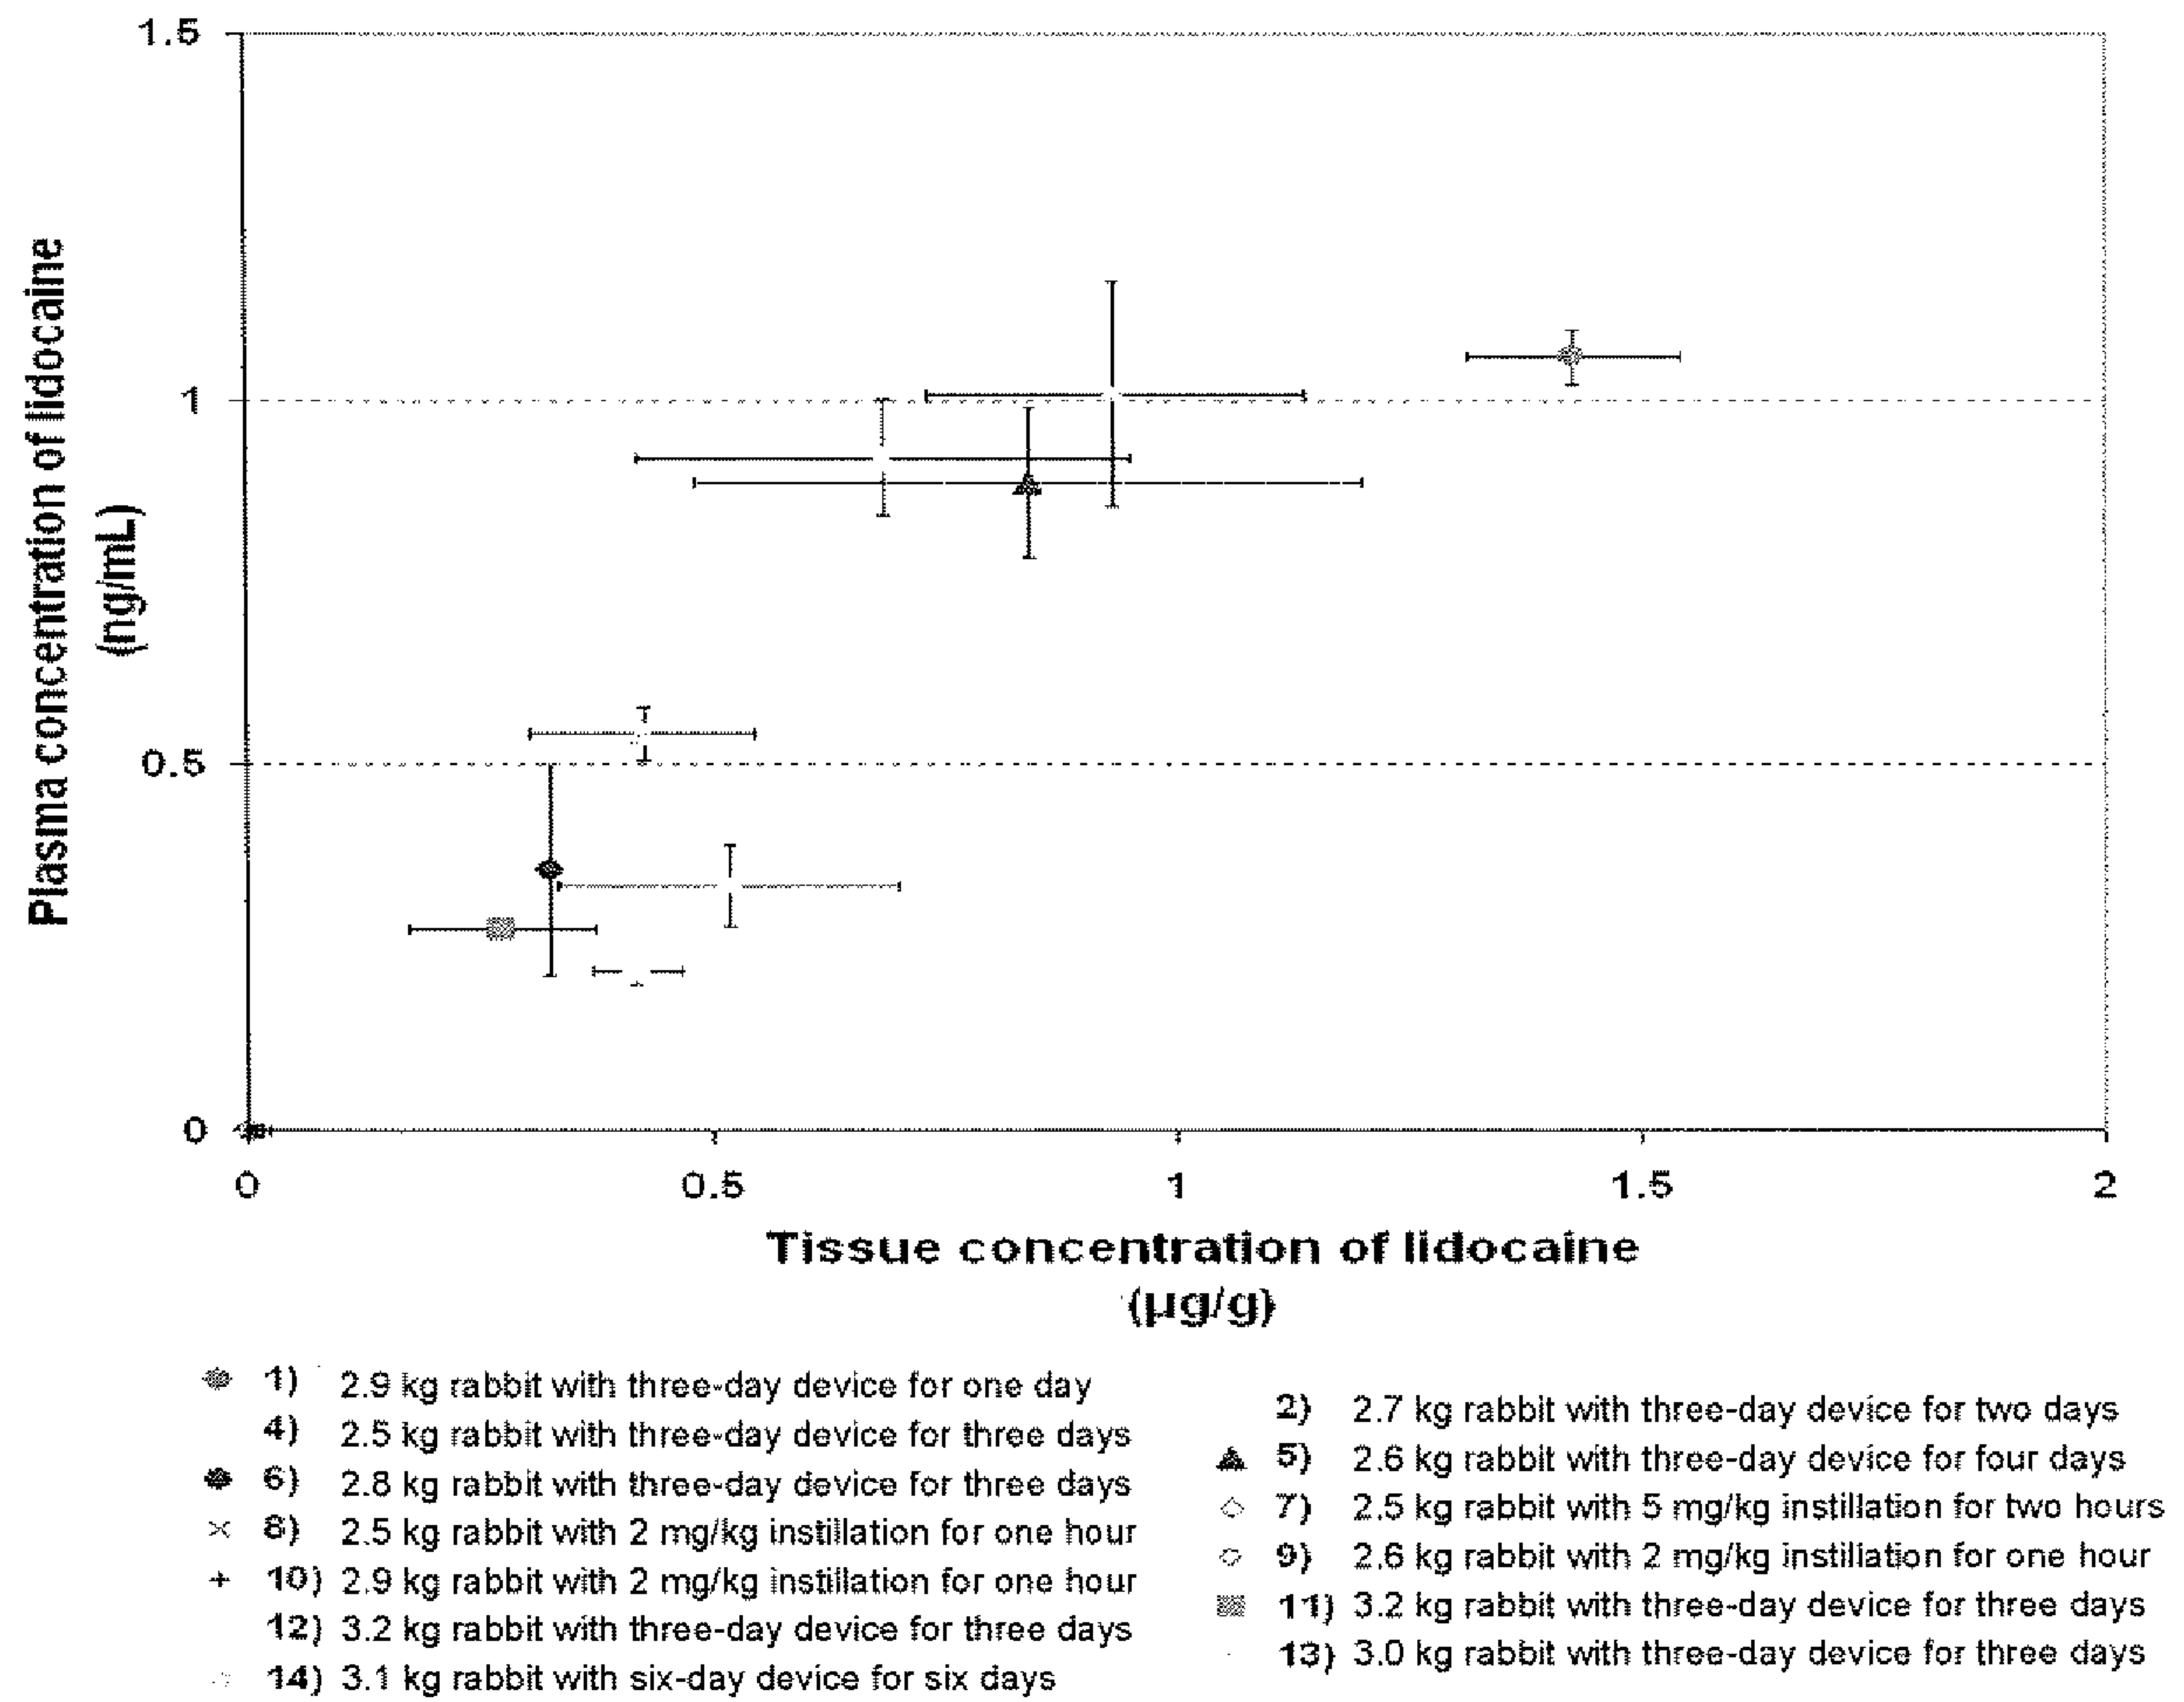 1.5
1
0.5
0
Plasma concentration of lidocaine
(ng/mL)
0
0.5
1
1.5
2
Tissue concentration of lidocaine
(µg/g)
1) 2.9 kg rabbit with three-day device for one day
4) 2.5 kg rabbit with three-day device for three days
6) 2.8 kg rabbit with three-day device for three days
8) 2.5 kg rabbit with 2 mg/kg instillation for one hour
10) 2.9 kg rabbit with 2 mg/kg instillation for one hour
12) 3.2 kg rabbit with three-day device for three days
14) 3.1 kg rabbit with six-day device for six days
2) 2.7 kg rabbit with three-day device for two days
5) 2.6 kg rabbit with three-day device for four days
7) 2.5 kg rabbit with 5 mg/kg instillation for two hours
9) 2.6 kg rabbit with 2 mg/kg instillation for one hour
11) 3.2 kg rabbit with three-day device for three days
13) 3.0 kg rabbit with three-day device for three days